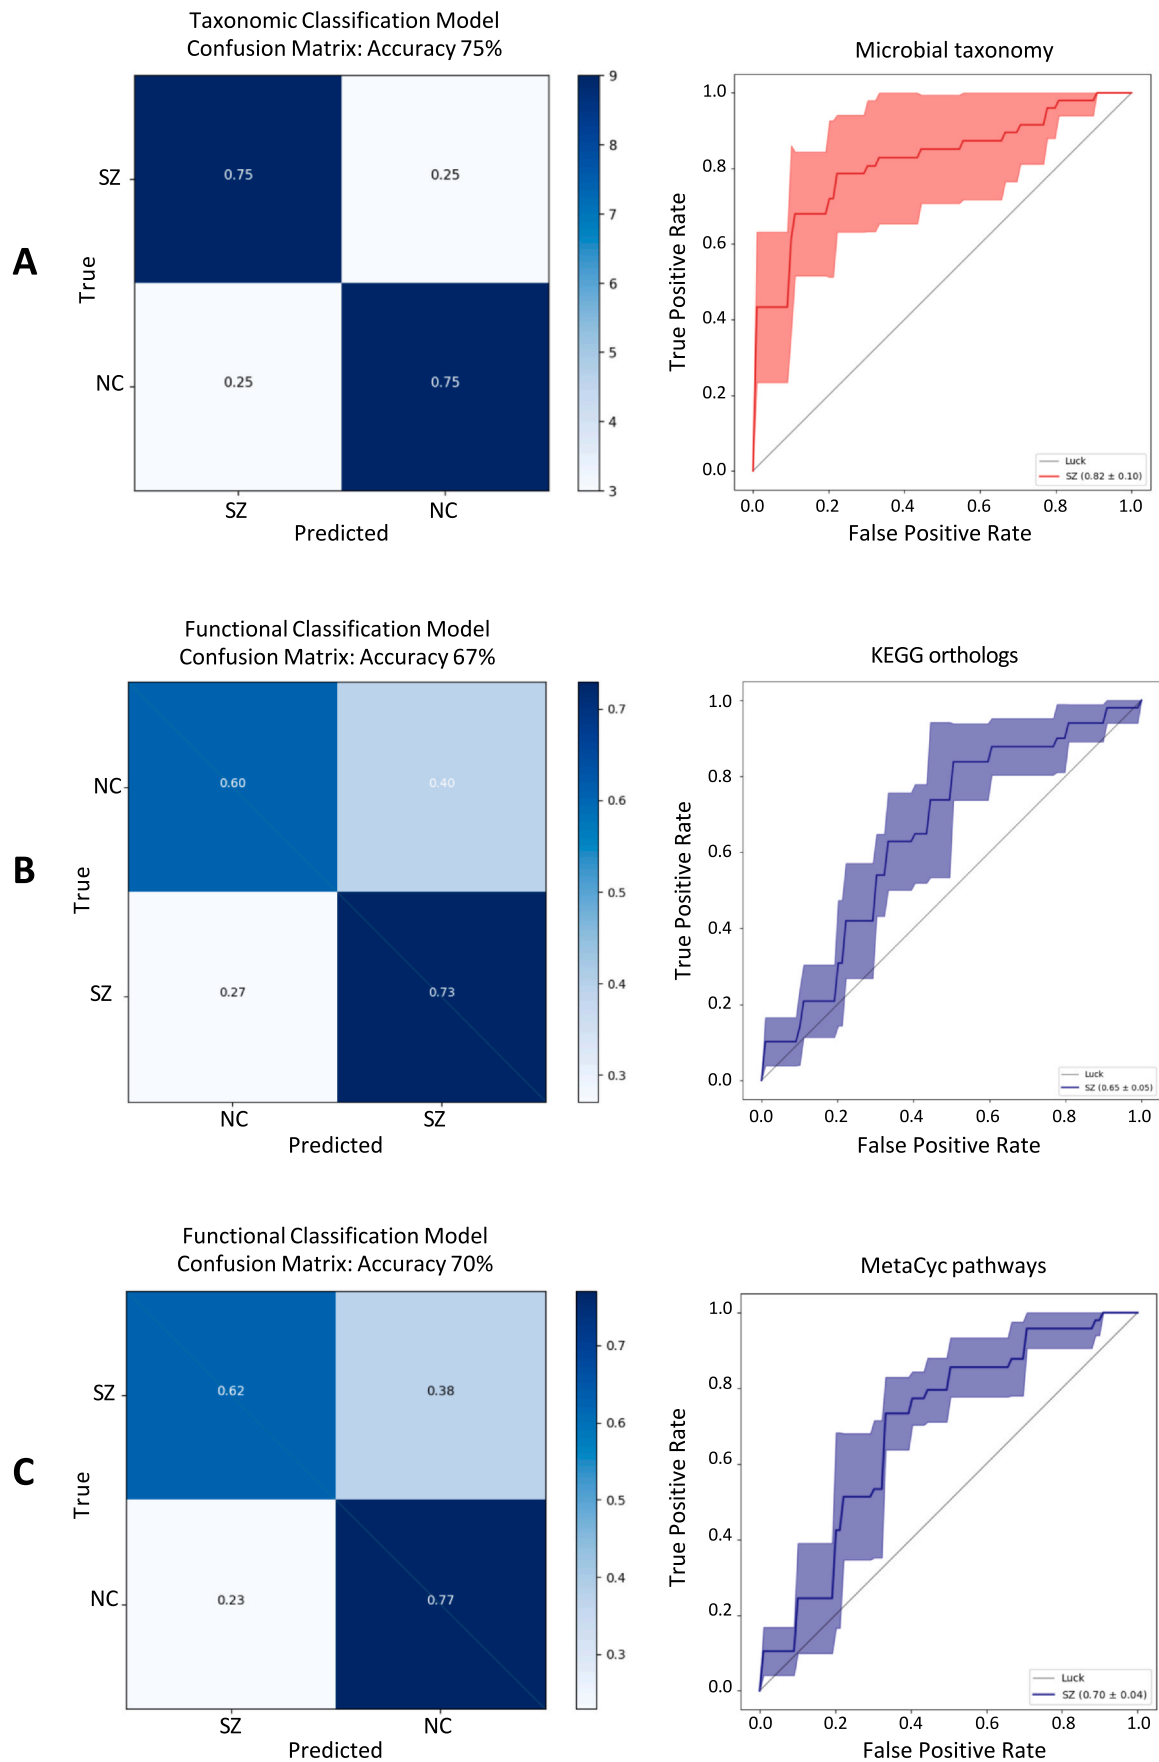 Taxonomic Classification Model
Confusion Matrix: Accuracy 75%
A
True
SZ
NC
0.75
0.25
0.25
0.75
SZ
NC
Predicted
9
8
7
6
5
4
3
Microbial taxonomy
True Positive Rate
1.0
0.8
0.6
0.4
0.2
0.0
Luck
SZ (0.82 ± 0.10)
0.0
0.2
0.4
0.6
0.8
1.0
False Positive Rate
Functional Classification Model
Confusion Matrix: Accuracy 67%
B
True
NC
SZ
0.60
0.40
0.27
0.73
NC
SZ
Predicted
0.7
0.6
0.5
0.4
0.3
KEGG orthologs
True Positive Rate
1.0
0.8
0.6
0.4
0.2
0.0
Luck
SZ (0.65 ± 0.05)
0.0
0.2
0.4
0.6
0.8
1.0
False Positive Rate
Functional Classification Model
Confusion Matrix: Accuracy 70%
C
True
SZ
NC
0.62
0.38
0.23
0.77
SZ
NC
Predicted
0.7
0.6
0.5
0.4
0.3
MetaCyc pathways
True Positive Rate
1.0
0.8
0.6
0.4
0.2
0.0
Luck
SZ (0.70 ± 0.04)
0.0
0.2
0.4
0.6
0.8
1.0
False Positive Rate